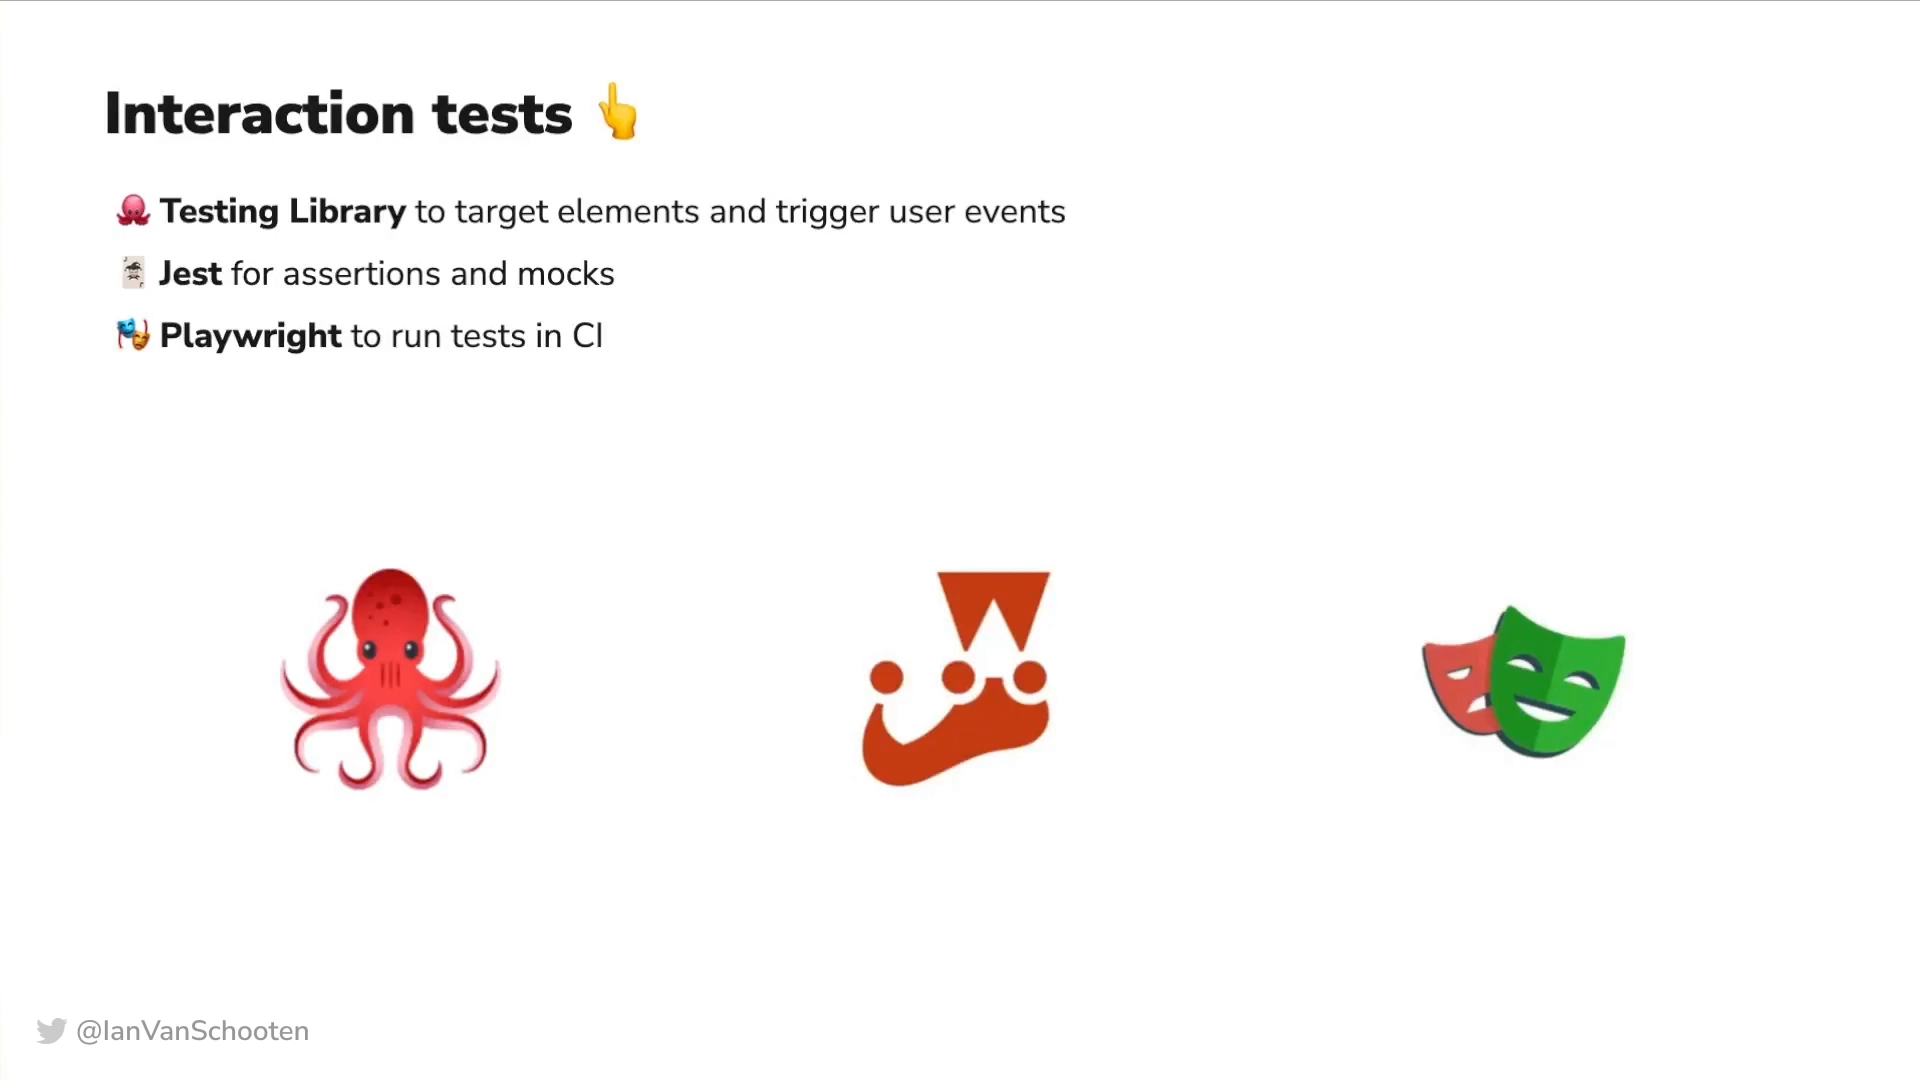 Interaction tests 👆
🐙 Testing Library to target elements and trigger user events
🃏 Jest for assertions and mocks
🎭 Playwright to run tests in CI
@IanVanSchooten